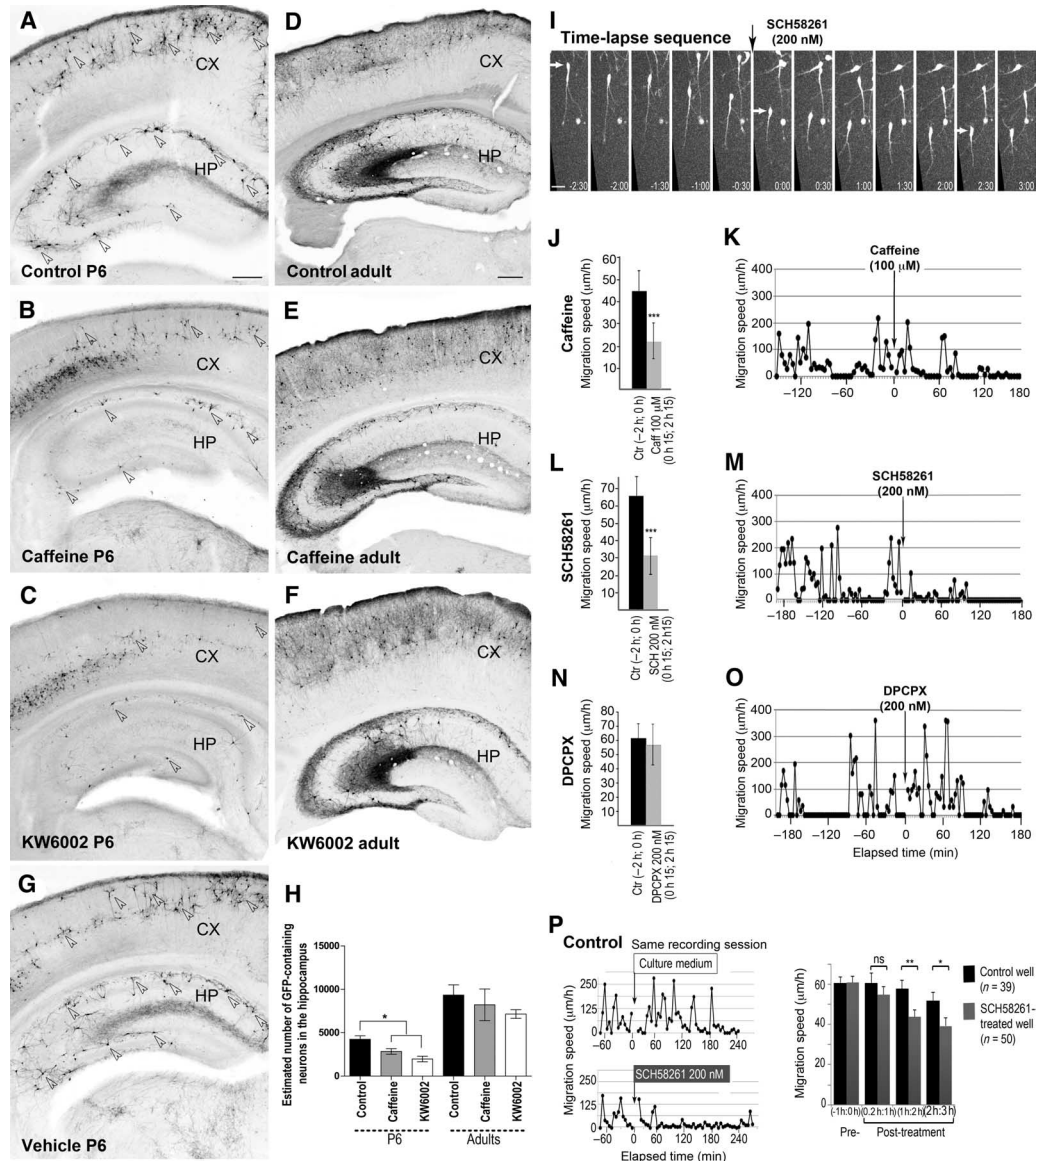 A
CX
HP
Control P6
B
CX
HP
Caffeine P6
C
CX
HP
KW6002 P6
G
CX
HP
Vehicle P6
D
CX
HP
Control adult
E
CX
HP
Caffeine adult
F
CX
HP
KW6002 adult
H
Estimated number of GFP-containing
neurons in the hippocampus
15000
10000
5000
0
*
Control
Caffeine
KW6002
Control
Caffeine
KW6002
P6
Adults
I
Time-lapse sequence
SCH58261
(200 nM)
-2:30
-2:00
-1:30
-1:00
-0:30
0:00
0:30
1:00
1:30
2:00
2:30
3:00
J
Caffeine
Migration speed (µm/h)
60
50
40
30
20
10
***
Ctr (–2 h; 0 h)
Caff 100 µM
(0 h 15; 2 h 15)
K
Caffeine
(100 µM)
Migration speed (µm/h)
400
300
200
100
0
–120
–60
0
60
120
180
L
SCH58261
Migration speed (µm/h)
70
60
50
40
30
20
10
***
Ctr (–2 h; 0 h)
SCH 200 nM
(0 h 15; 2 h 15)
M
SCH58261
(200 nM)
Migration speed (µm/h)
400
300
200
100
0
–180
–120
–60
0
60
120
180
N
DPCPX
Migration speed (µm/h)
80
70
60
50
40
30
20
10
Ctr (–2 h; 0 h)
DPCPX 200 nM
(0 h 15; 2 h 15)
O
DPCPX
(200 nM)
Migration speed (µm/h)
400
300
200
100
0
–180
–120
–60
0
60
120
180
Elapsed time (min)
P
Control
Same recording session
Culture medium
Migration speed (µm/h)
250
125
0
–60
0
60
120
180
240
SCH58261 200 nM
250
125
0
–60
0
60
120
180
240
Elapsed time (min)
Migration speed (µm/h)
60
40
20
0
ns
**
*
Control well
(n = 39)
SCH58261-
treated well
(n = 50)
(-1h:0h)
(0.2h:1h)
(1h:2h)
(2h:3h)
Pre-
Post-treatment